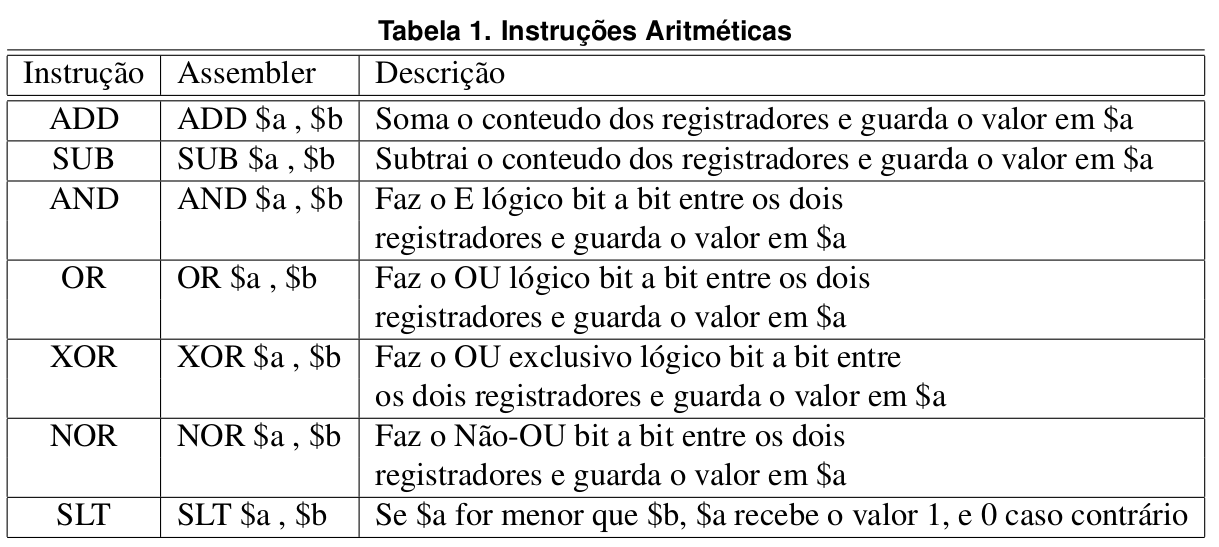 Tabela 1. Instruções Aritméticas
Instrução Assembler Descrição
ADD ADD $a , $b Soma o conteudo dos registradores e guarda o valor em $a
SUB SUB $a , $b Subtrai o conteudo dos registradores e guarda o valor em $a
AND AND $a , $b Faz o E lógico bit a bit entre os dois
registradores e guarda o valor em $a
OR OR $a , $b Faz o OU lógico bit a bit entre os dois
registradores e guarda o valor em $a
XOR XOR $a , $b Faz o OU exclusivo lógico bit a bit entre
os dois registradores e guarda o valor em $a
NOR NOR $a , $b Faz o Não-OU bit a bit entre os dois
registradores e guarda o valor em $a
SLT SLT $a , $b Se $a for menor que $b, $a recebe o valor 1, e 0 caso contrário